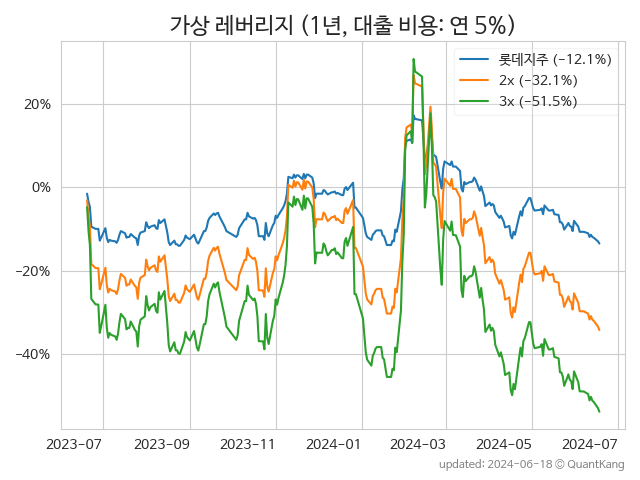 가상 레버리지 (1년, 대출 비용: 연 5%)
롯데지주 (−12.1%)
2x (−32.1%)
3x (−51.5%)
20%
0%
−20%
−40%
2023-07 2023-09 2023-11 2024-01 2024-03 2024-05 2024-07
updated: 2024-06-18 © QuantKang